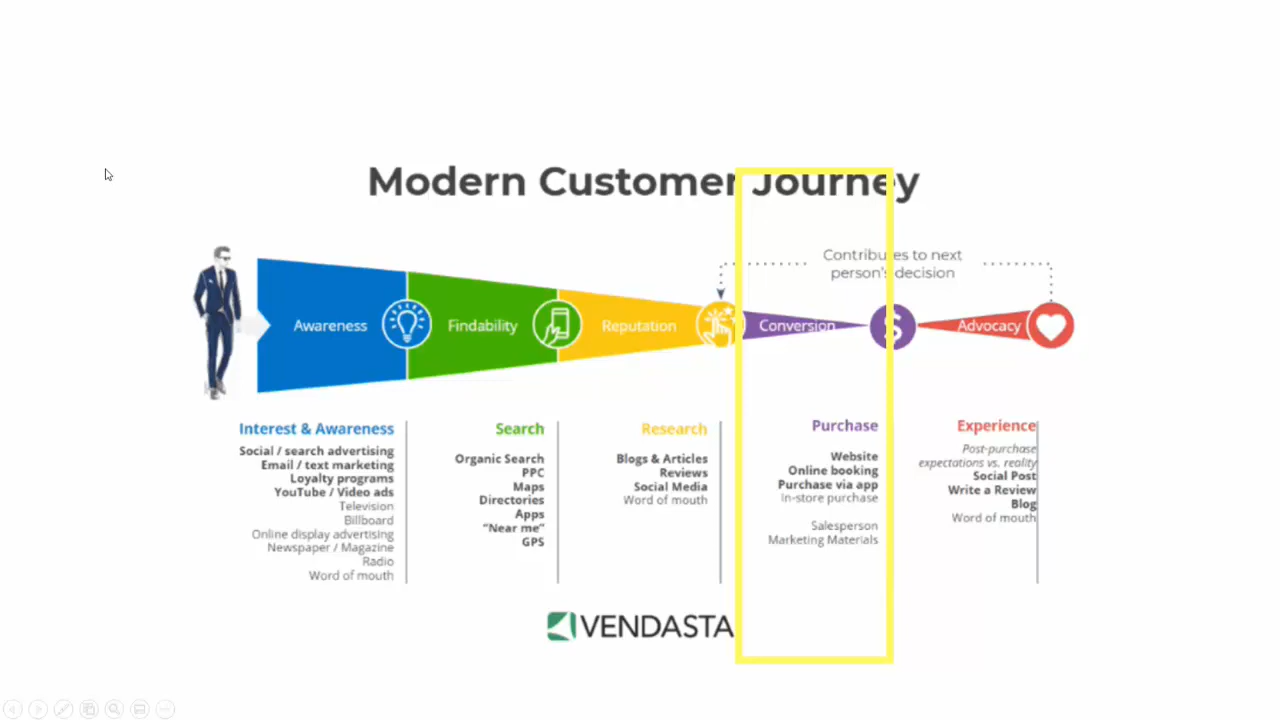 Modern Customer Journey
Contributes to next
person's decision
Awareness
Findability
Reputation
Conversion
$
Advocacy
Interest & Awareness
Social / search advertising
Email / text marketing
Loyalty programs
YouTube / Video ads
Television
Billboard
Online display advertising
Newspaper / Magazine
Radio
Word of mouth
Search
Organic Search
PPC
Maps
Directories
Apps
“Near me”
GPS
Research
Blogs & Articles
Reviews
Social Media
Word of mouth
Purchase
Website
Online booking
Purchase via app
In-store purchase
Salesperson
Marketing Materials
Experience
Post-purchase
expectations vs. reality
Social Post
Write a Review
Blog
Word of mouth
VENDASTA